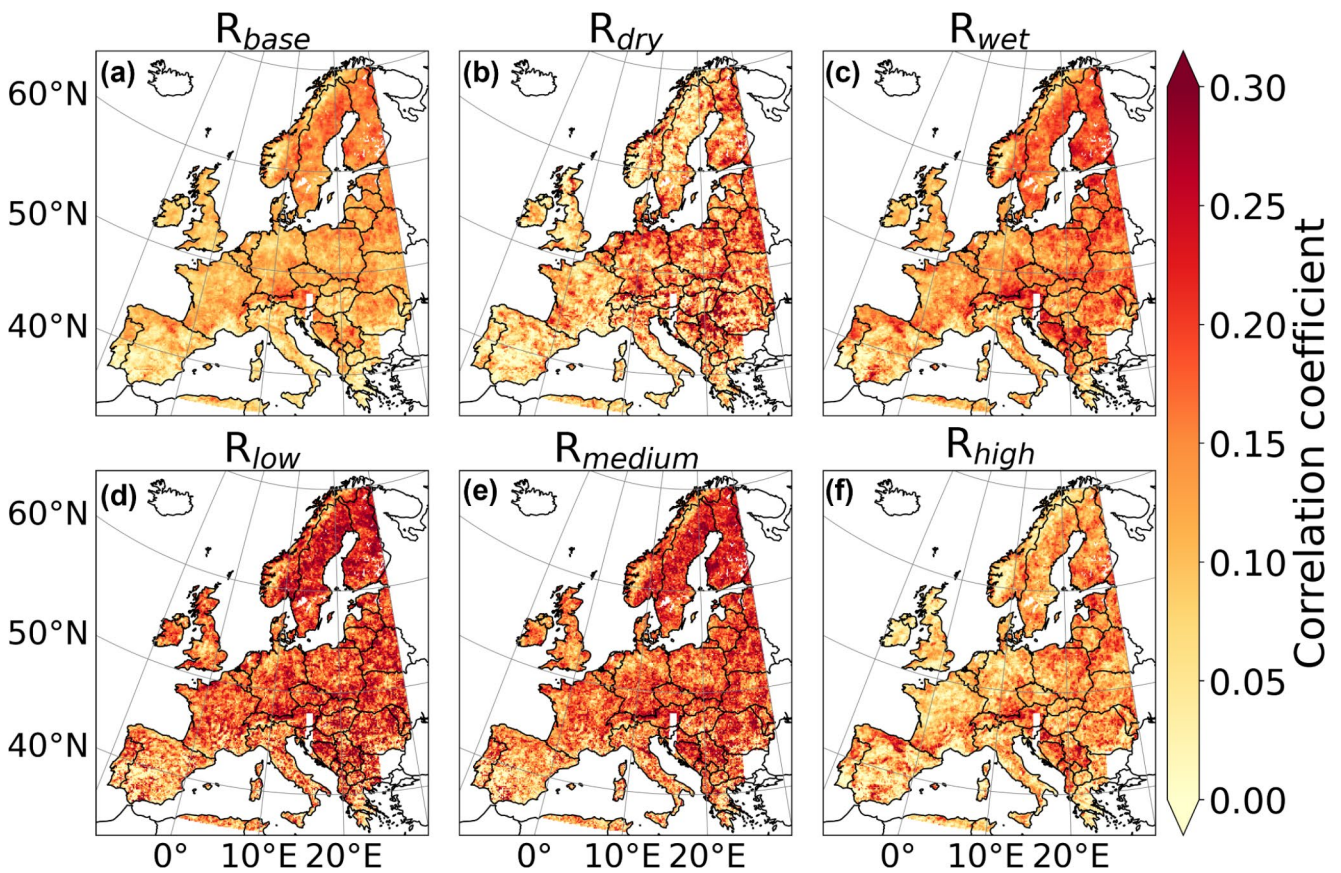 R_base R_dry R_wet
(a) (b) (c)
60°N
50°N
40°N
R_low R_medium R_high
(d) (e) (f)
60°N
50°N
40°N
0° 10°E 20°E 0° 10°E 20°E 0° 10°E 20°E
0.30
0.25
0.20
0.15
0.10
0.05
0.00
Correlation coefficient